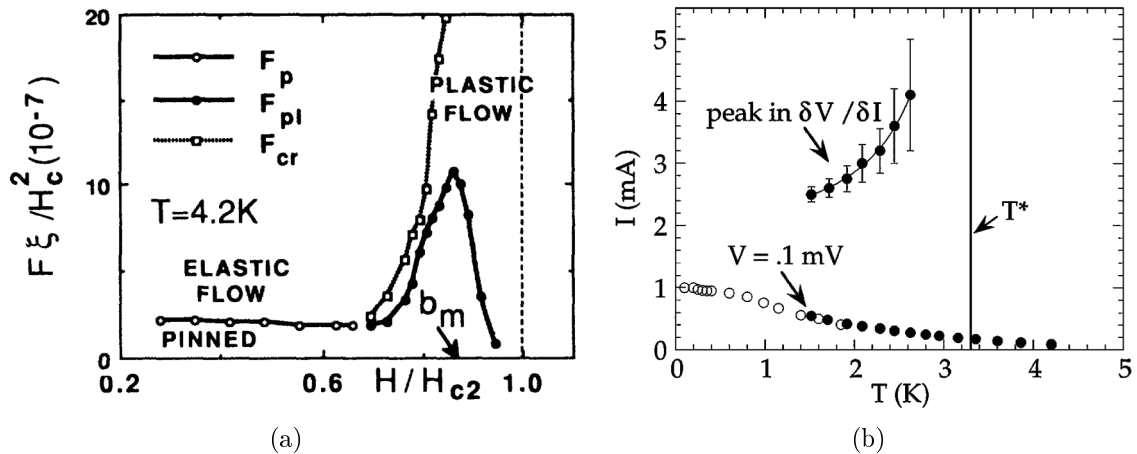 F ξ /H_c^2 (10^-7)
20
10
0
F_p
F_pl
F_cr
PLASTIC
FLOW
T=4.2K
ELASTIC
FLOW
PINNED
b_m
0.2
0.6
0.8
1.0
H/H_c2
(a)
I (mA)
5
4
3
2
1
0
peak in δV /δI
T*
V = .1 mV
0
1
2
3
4
5
T (K)
(b)